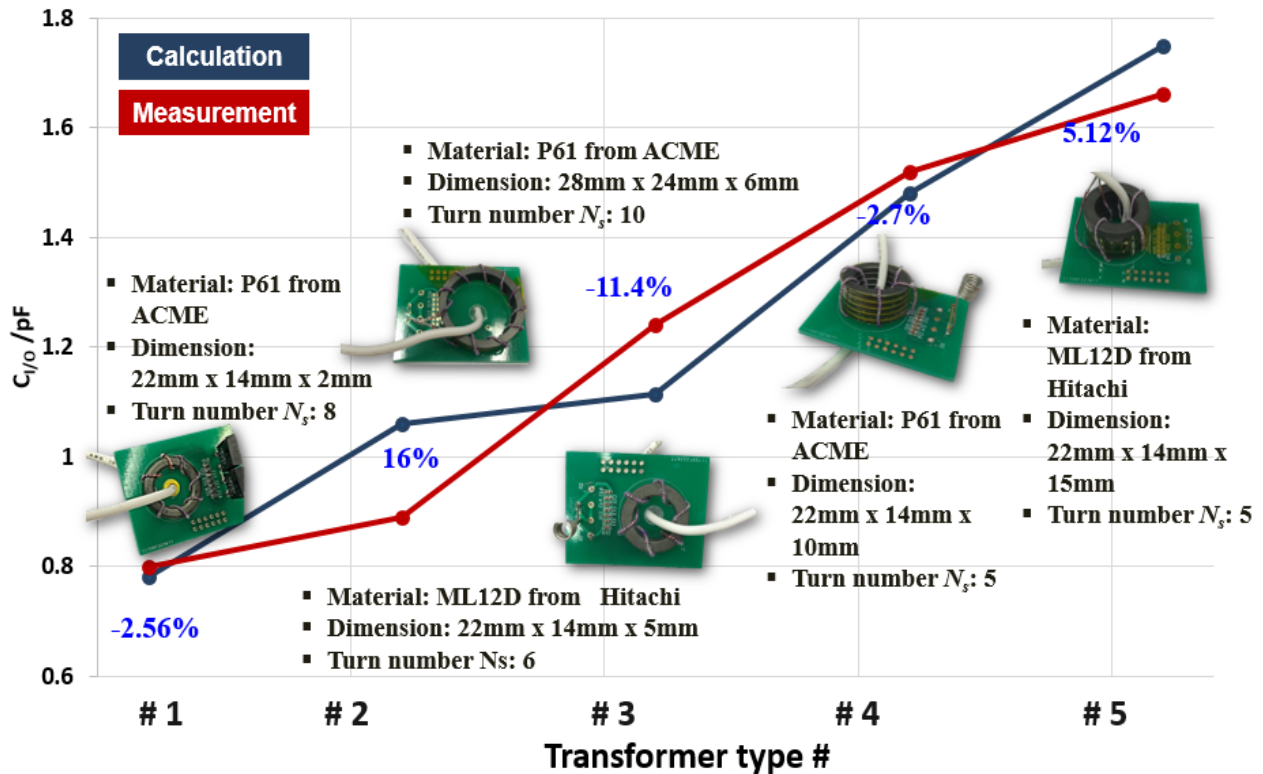 1.8
1.6
1.4
1.2
1
0.8
0.6
C_I/O /pF
Calculation
Measurement
▪ Material: P61 from ACME
▪ Dimension: 28mm x 24mm x 6mm
▪ Turn number N_s: 10
▪ Material: P61 from
ACME
▪ Dimension:
22mm x 14mm x 2mm
▪ Turn number N_s: 8
▪ Material: ML12D from Hitachi
▪ Dimension: 22mm x 14mm x 5mm
▪ Turn number Ns: 6
▪ Material: P61 from
ACME
▪ Dimension:
22mm x 14mm x
10mm
▪ Turn number N_s: 5
▪ Material:
ML12D from
Hitachi
▪ Dimension:
22mm x 14mm x
15mm
▪ Turn number N_s: 5
-2.56%
16%
-11.4%
-2.7%
5.12%
# 1
# 2
# 3
# 4
# 5
Transformer type #